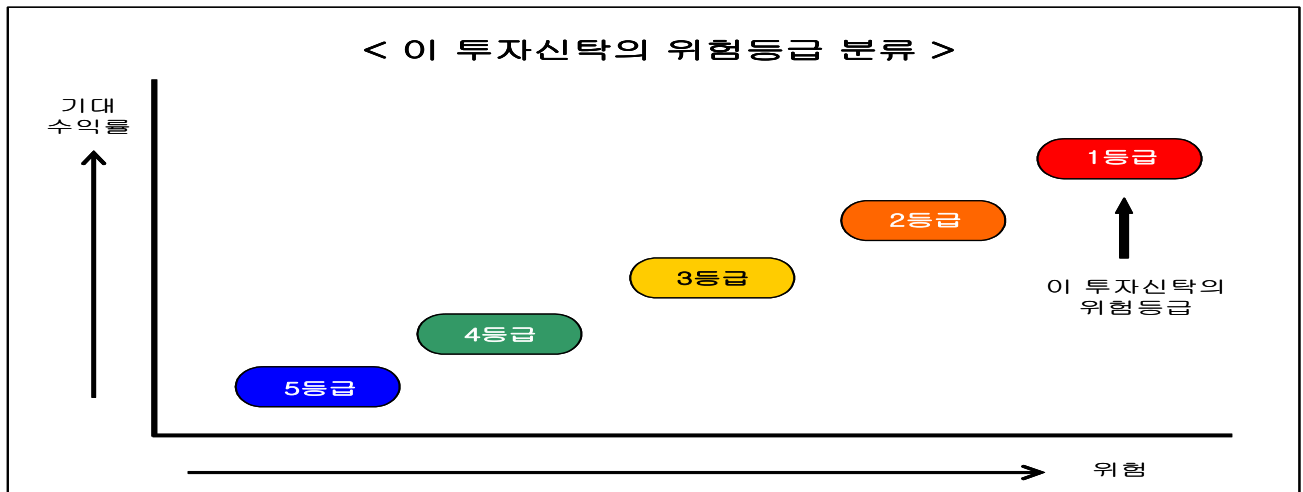 < 이 투자신탁의 위험등급 분류 >
기대
수익률
1등급
2등급
3등급
이 투자신탁의
위험등급
4등급
5등급
위험